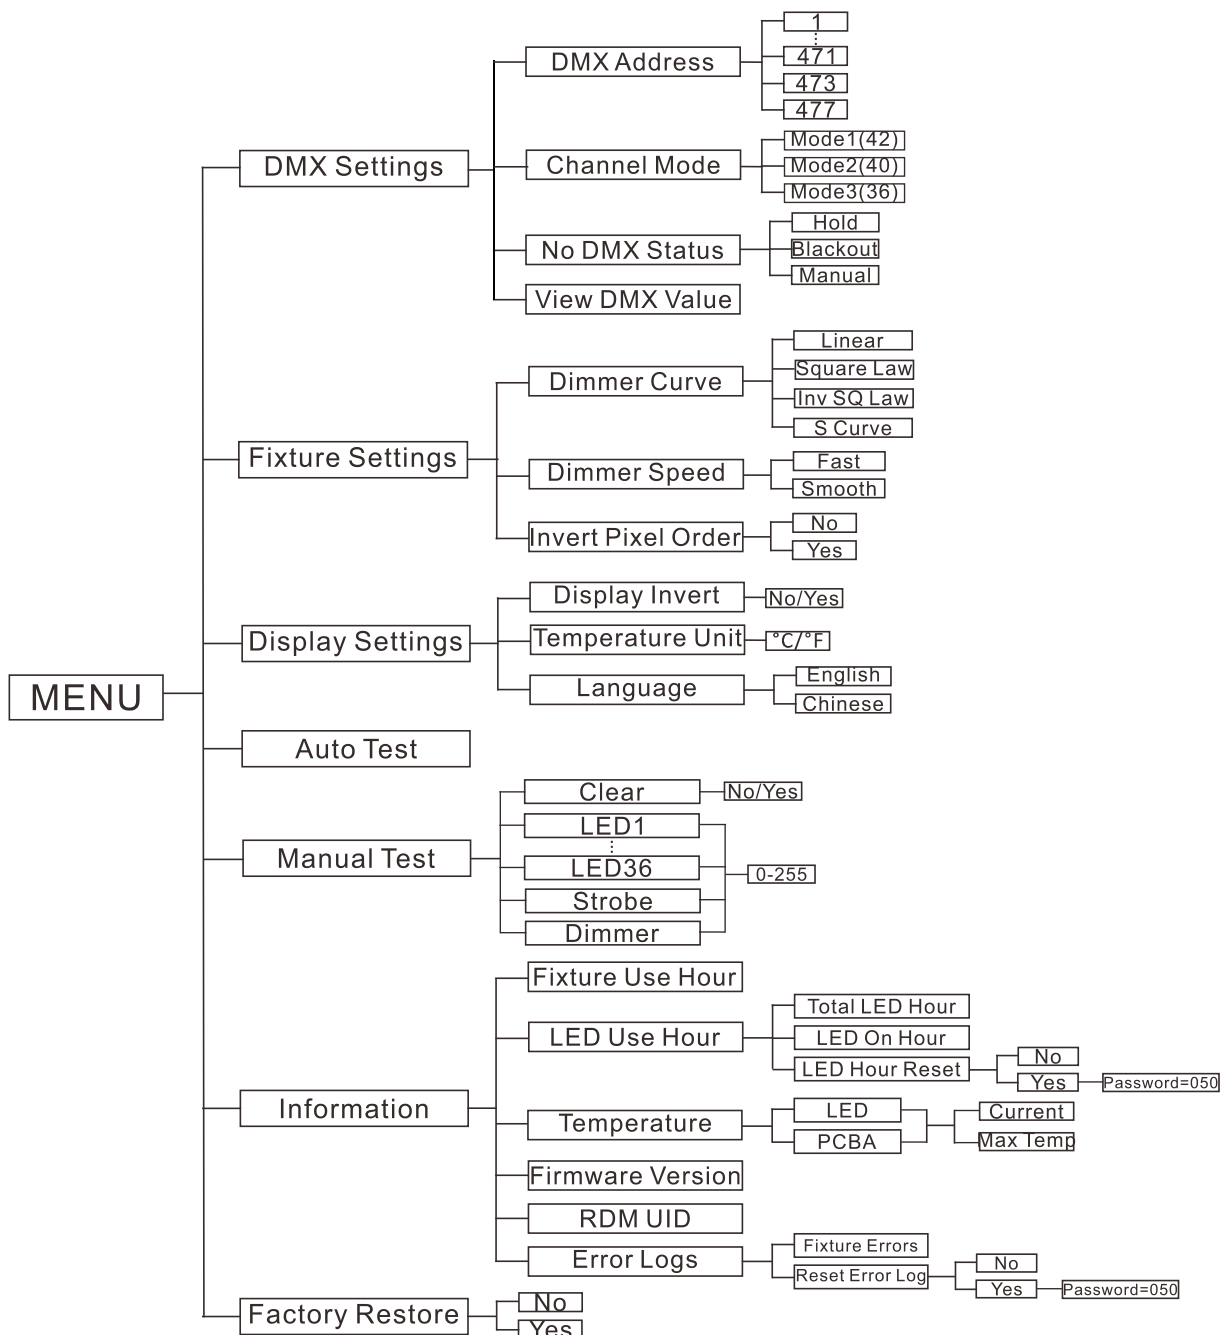 MENU
DMX Settings
DMX Address
1
471
473
477
Channel Mode
Mode1(42)
Mode2(40)
Mode3(36)
No DMX Status
Hold
Blackout
Manual
View DMX Value
Fixture Settings
Dimmer Curve
Linear
Square Law
Inv SQ Law
S Curve
Dimmer Speed
Fast
Smooth
Invert Pixel Order
No
Yes
Display Settings
Display Invert
No/Yes
Temperature Unit
°C/°F
Language
English
Chinese
Auto Test
Manual Test
Clear
No/Yes
LED1
LED36
Strobe
Dimmer
0-255
Information
Fixture Use Hour
LED Use Hour
Total LED Hour
LED On Hour
LED Hour Reset
No
Yes
Password=050
Temperature
LED
PCBA
Current
Max Temp
Firmware Version
RDM UID
Error Logs
Fixture Errors
Reset Error Log
No
Yes
Password=050
Factory Restore
No
Yes